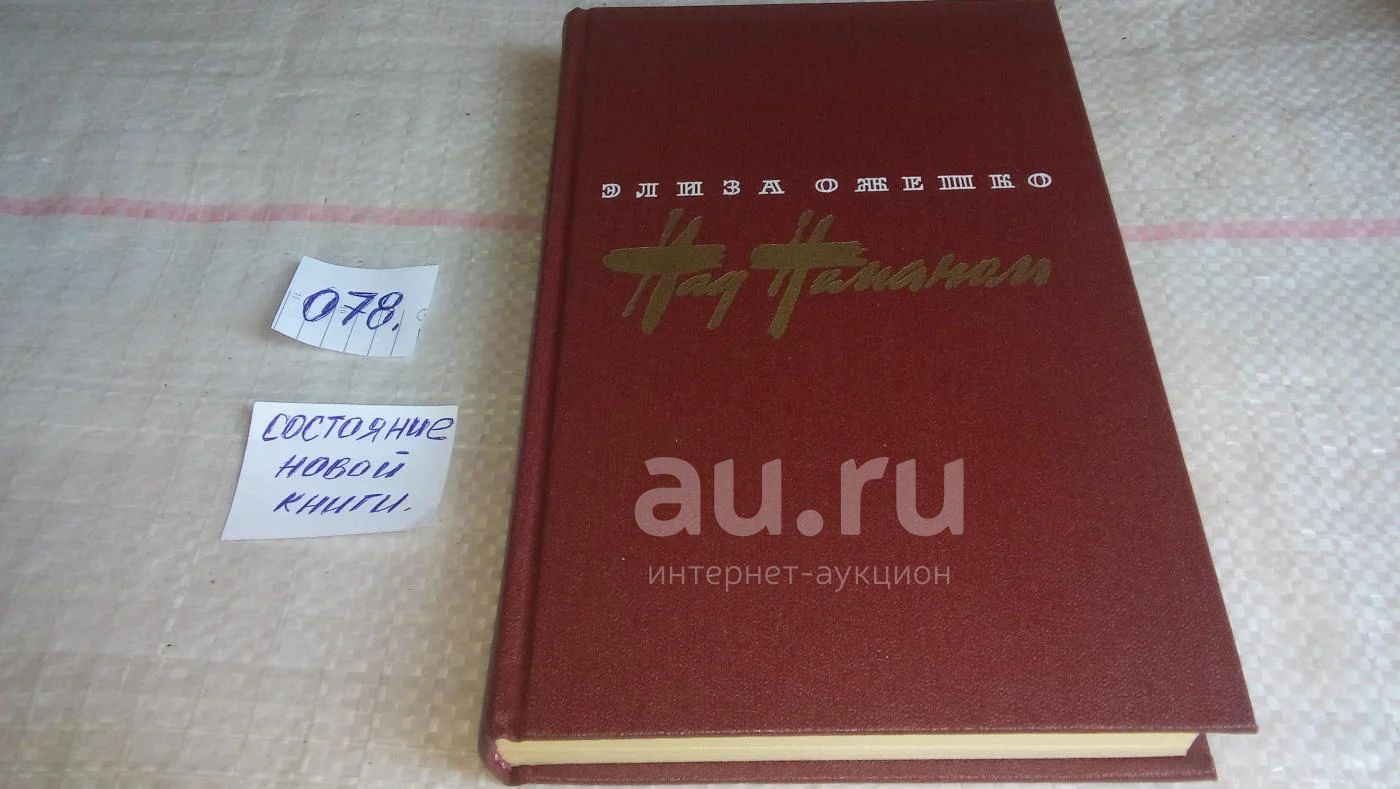 ЭЛИЗА ОЖЕШКО
Над Неманом
078.
СОСТОЯНИЕ
НОВОЙ
КНИГИ.
au.ru
интернет-аукцион